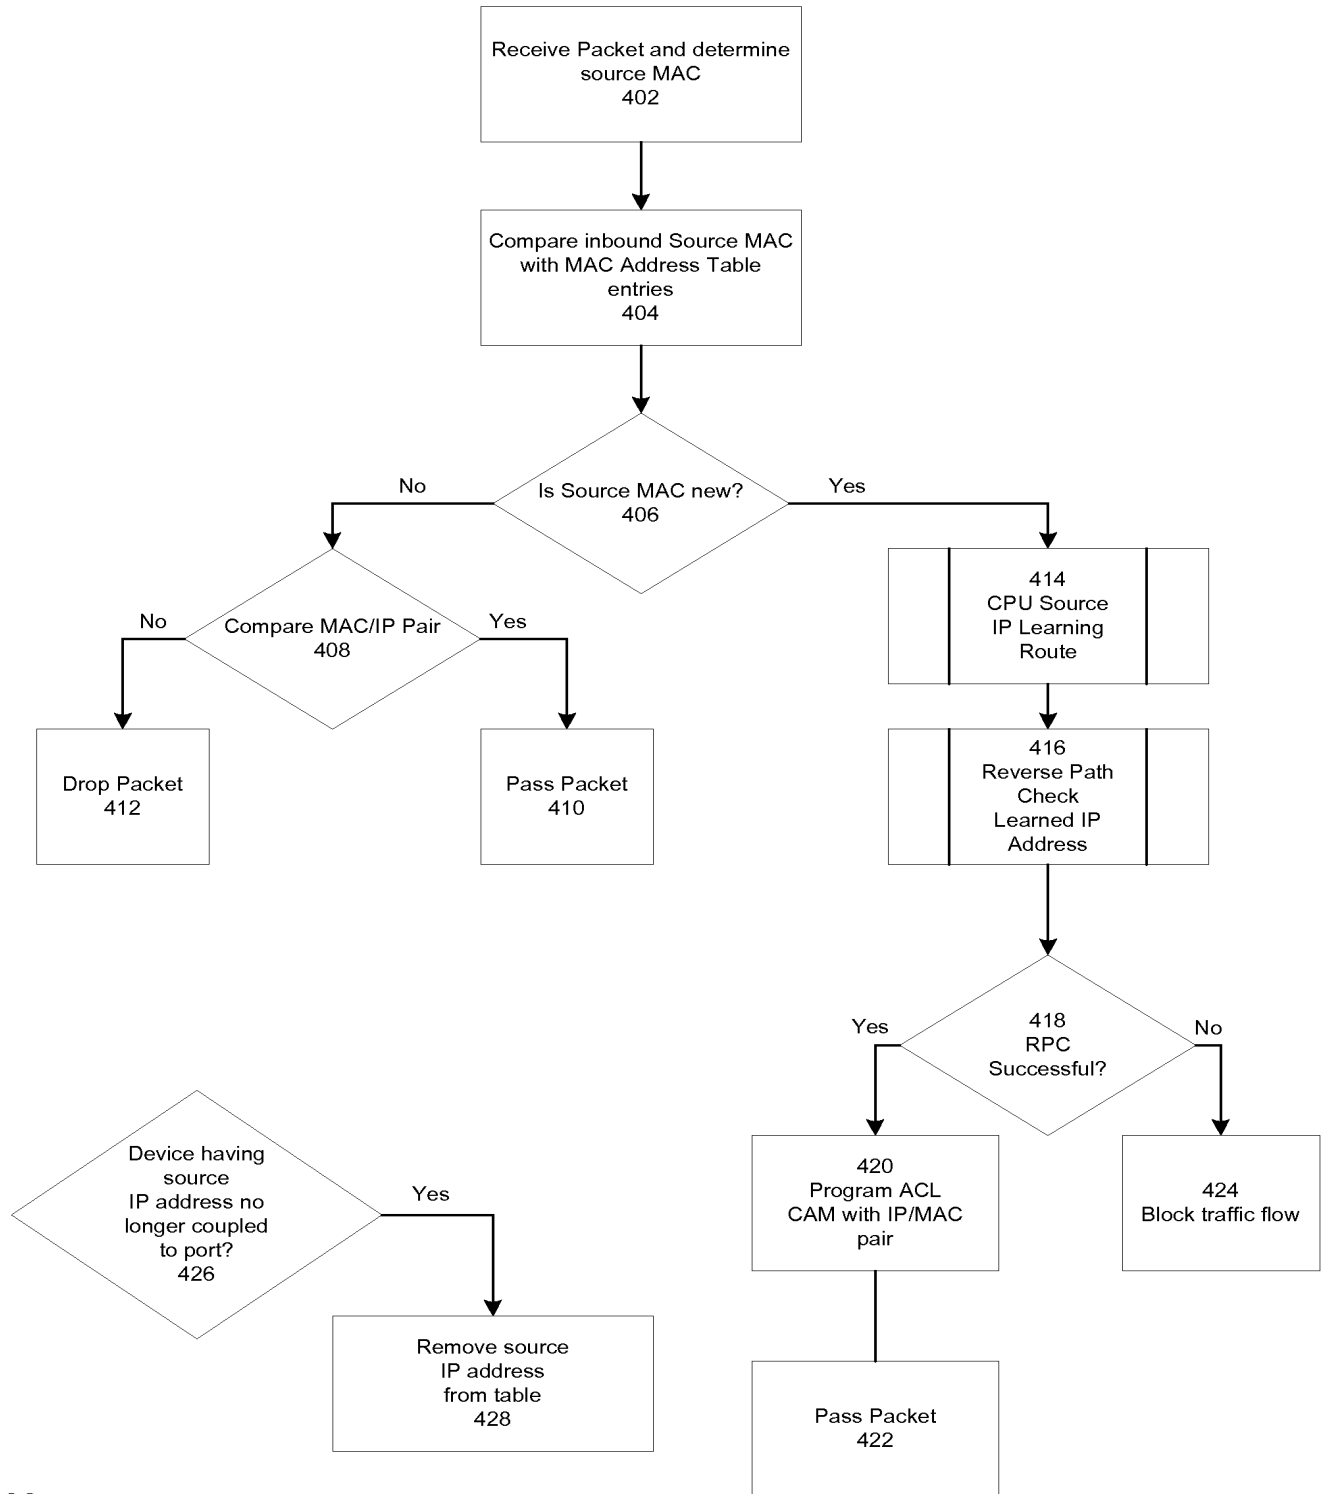 Receive Packet and determine
source MAC
402
Compare inbound Source MAC
with MAC Address Table
entries
404
Is Source MAC new?
406
No
Yes
Compare MAC/IP Pair
408
No
Yes
Drop Packet
412
Pass Packet
410
414
CPU Source
IP Learning
Route
416
Reverse Path
Check
Learned IP
Address
418
RPC
Successful?
Yes
No
420
Program ACL
CAM with IP/MAC
pair
424
Block traffic flow
Pass Packet
422
Device having
source
IP address no
longer coupled
to port?
426
Yes
Remove source
IP address
from table
428